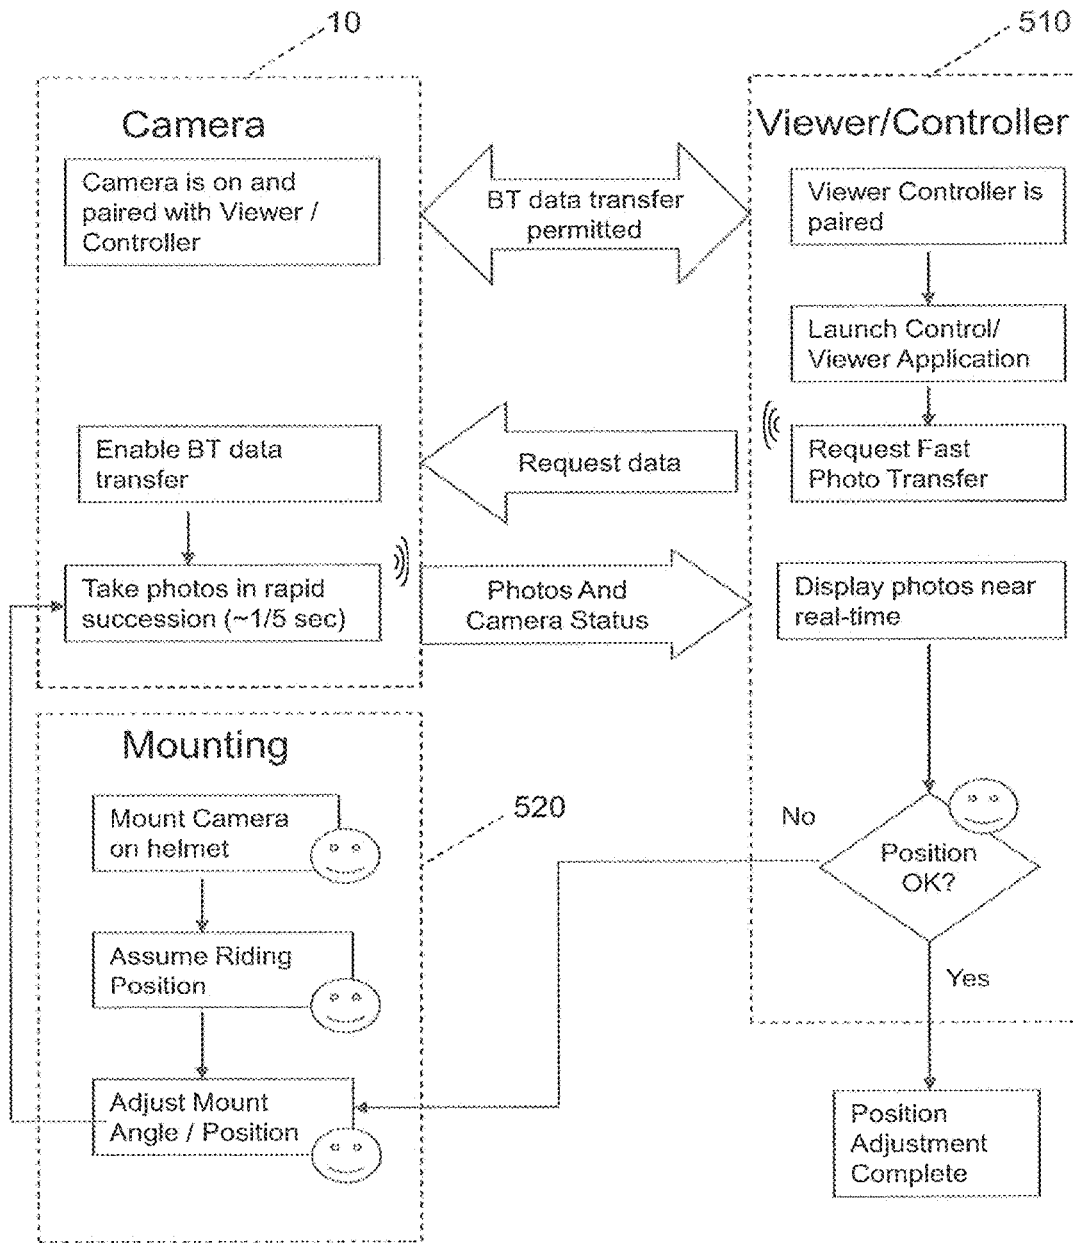 10
510
Camera
Viewer/Controller
Camera is on and
paired with Viewer /
Controller
BT data transfer
permitted
Viewer Controller is
paired
Launch Control/
Viewer Application
Enable BT data
transfer
Request data
Request Fast
Photo Transfer
Take photos in rapid
succession (~1/5 sec)
Photos And
Camera Status
Display photos near
real-time
Mounting
520
Mount Camera
on helmet
No
Position
OK?
Assume Riding
Position
Yes
Adjust Mount
Angle / Position
Position
Adjustment
Complete